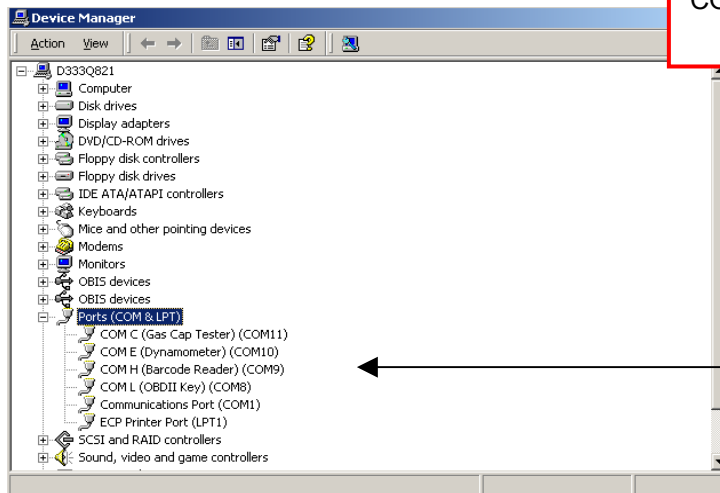 CO
Device Manager
Action View
D333Q821
Computer
Disk drives
Display adapters
DVD/CD-ROM drives
Floppy disk controllers
Floppy disk drives
IDE ATA/ATAPI controllers
Keyboards
Mice and other pointing devices
Modems
Monitors
OBIS devices
OBIS devices
Ports (COM & LPT)
COM C (Gas Cap Tester) (COM11)
COM E (Dynamometer) (COM10)
COM H (Barcode Reader) (COM9)
COM L (OBDII Key) (COM8)
Communications Port (COM1)
ECP Printer Port (LPT1)
SCSI and RAID controllers
Sound, video and game controllers